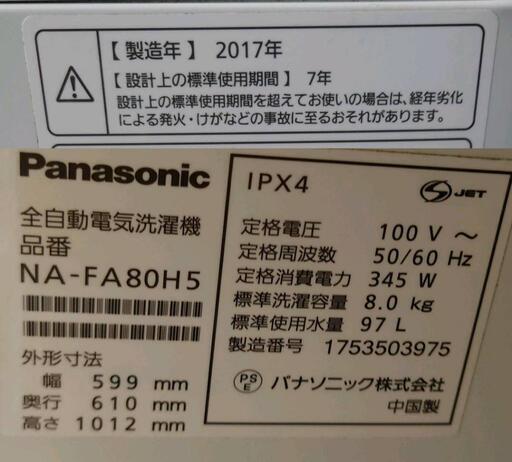 【製造年】 2017年
【設計上の標準使用期間】 7年
設計上の標準使用期間を超えてお使いの場合は、経年劣化
による発火・けがなどの事故に至るおそれがあります。
Panasonic
全自動電気洗濯機
品番
NA-FA80H5
外形寸法
幅 599 mm
奥行 610 mm
高さ 1012 mm
IPX4
S JET
定格電圧 100 V ～
定格周波数 50/60 Hz
定格消費電力 345 W
標準洗濯容量 8.0 kg
標準使用水量 97 L
製造番号 1753503975
PS
E
パナソニック株式会社
中国製